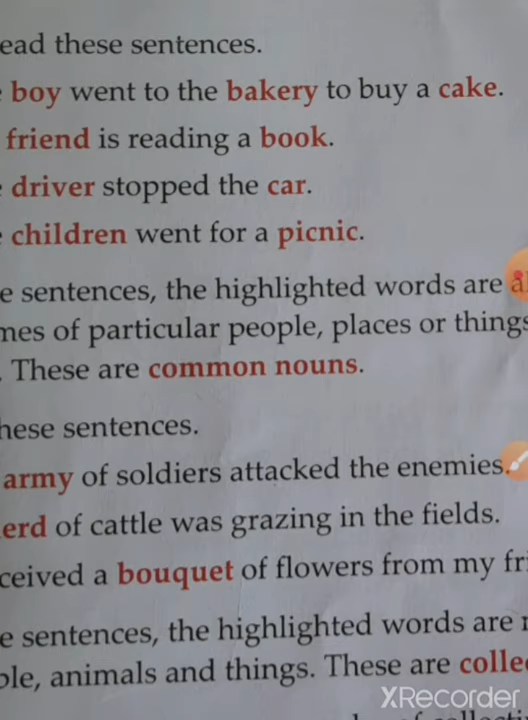 ead these sentences.
boy went to the bakery to buy a cake.
friend is reading a book.
driver stopped the car.
children went for a picnic.
e sentences, the highlighted words are
mes of particular people, places or things
. These are common nouns.
hese sentences.
army of soldiers attacked the enemies.
erd of cattle was grazing in the fields.
ceived a bouquet of flowers from my fri
e sentences, the highlighted words are
ple, animals and things. These are colle
XRecorder